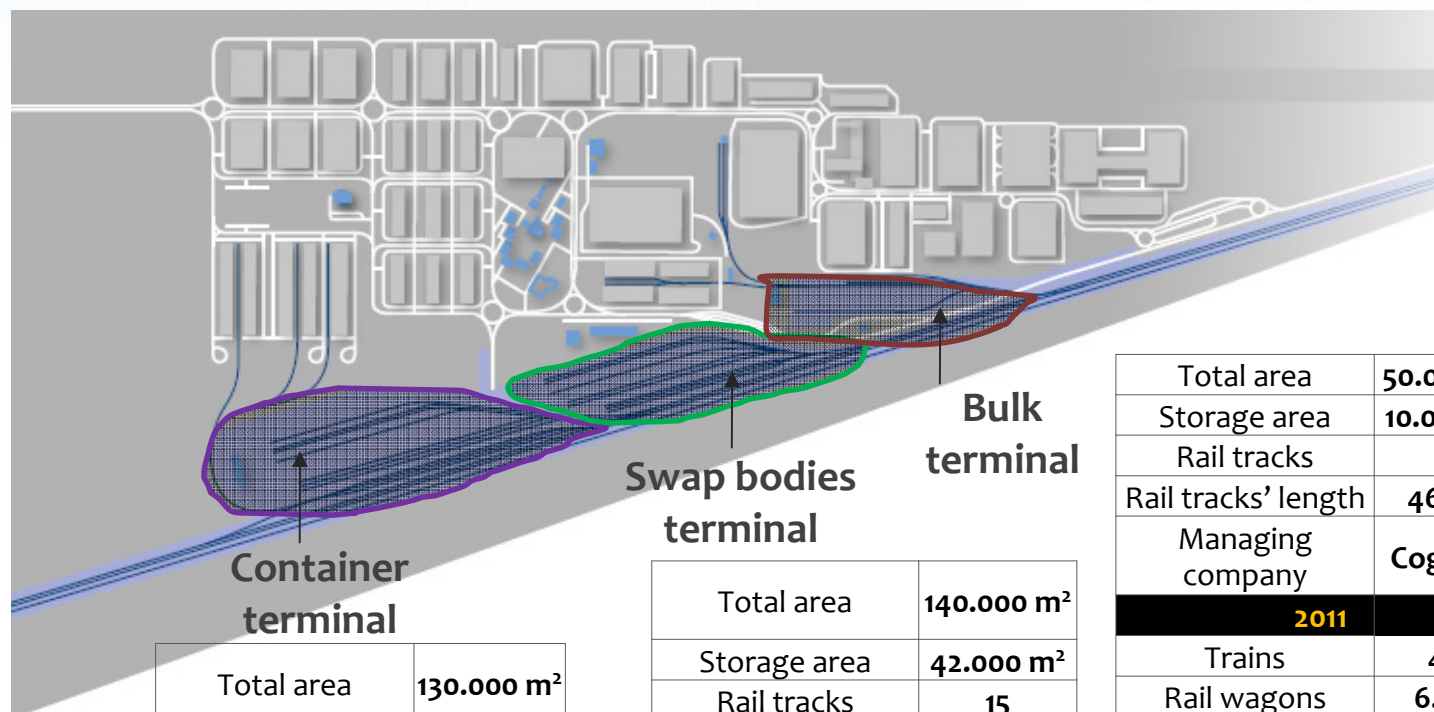 Bulk
terminal
Swap bodies
terminal
Container
terminal
Total area
130.000 m²
Total area
140.000 m²
Storage area
42.000 m²
Rail tracks
15
Total area
Storage area
Rail tracks
Rail tracks' length
Managing
company
2011
Trains
Rail wagons